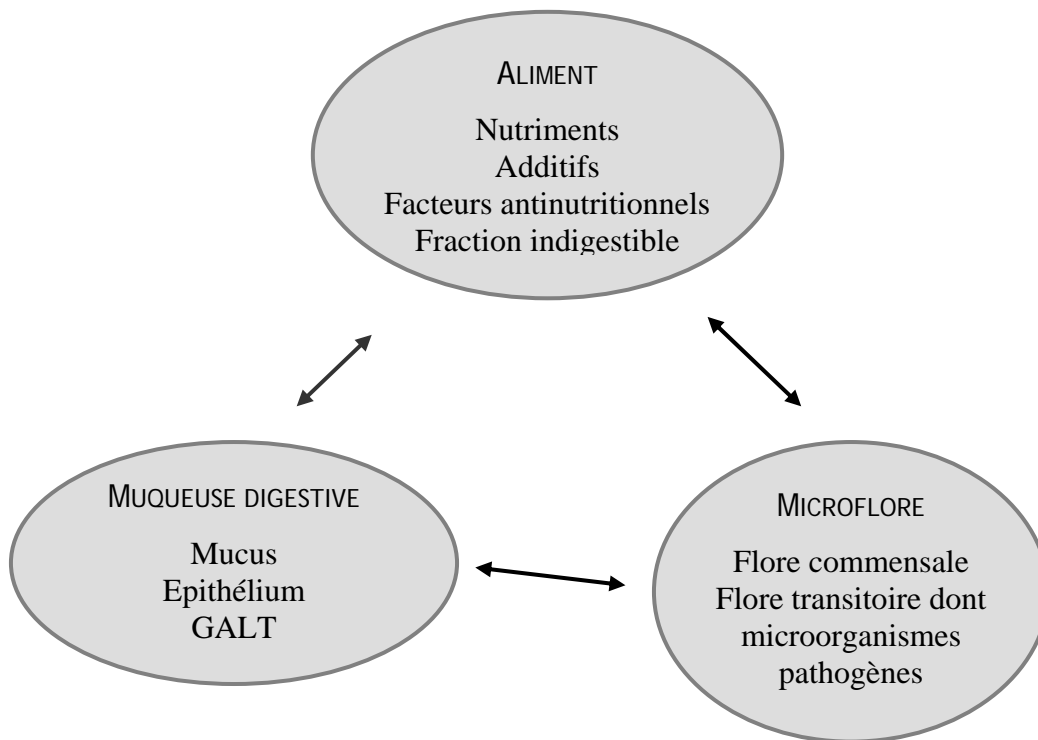 ALIMENT
Nutriments
Additifs
Facteurs antinutritionnels
Fraction indigestible
MUQUEUSE DIGESTIVE
Mucus
Epithélium
GALT
MICROFLORE
Flore commensale
Flore transitoire dont
microorganismes
pathogènes